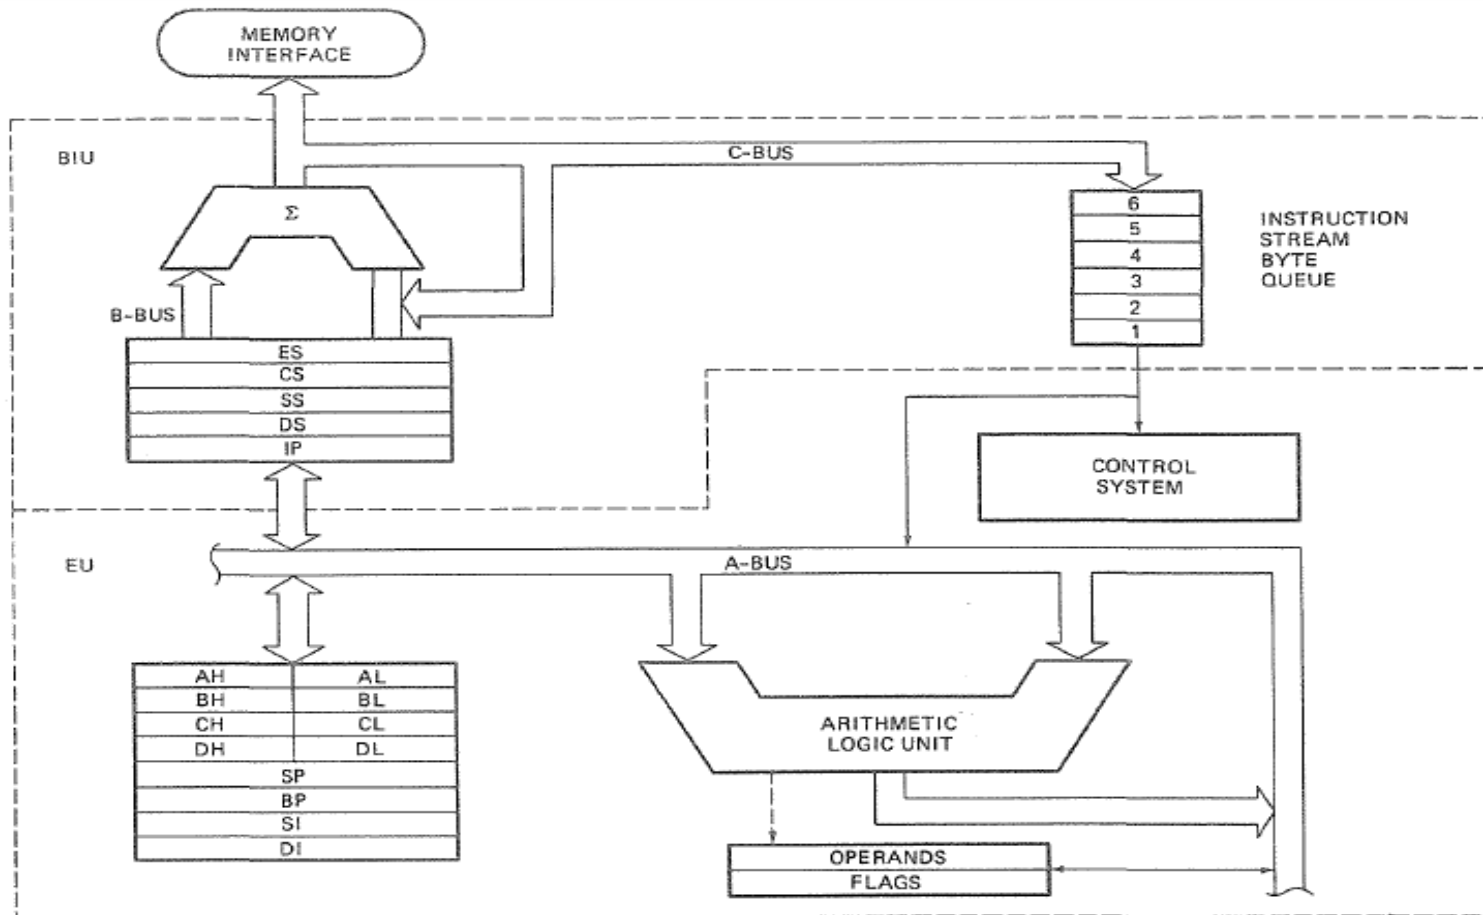 MEMORY
INTERFACE
BIU
C-BUS
Σ
6
5
4
3
2
1
INSTRUCTION
STREAM
BYTE
QUEUE
B-BUS
ES
CS
SS
DS
IP
CONTROL
SYSTEM
EU
A-BUS
AH AL
BH BL
CH CL
DH DL
SP
BP
SI
DI
ARITHMETIC
LOGIC UNIT
OPERANDS
FLAGS